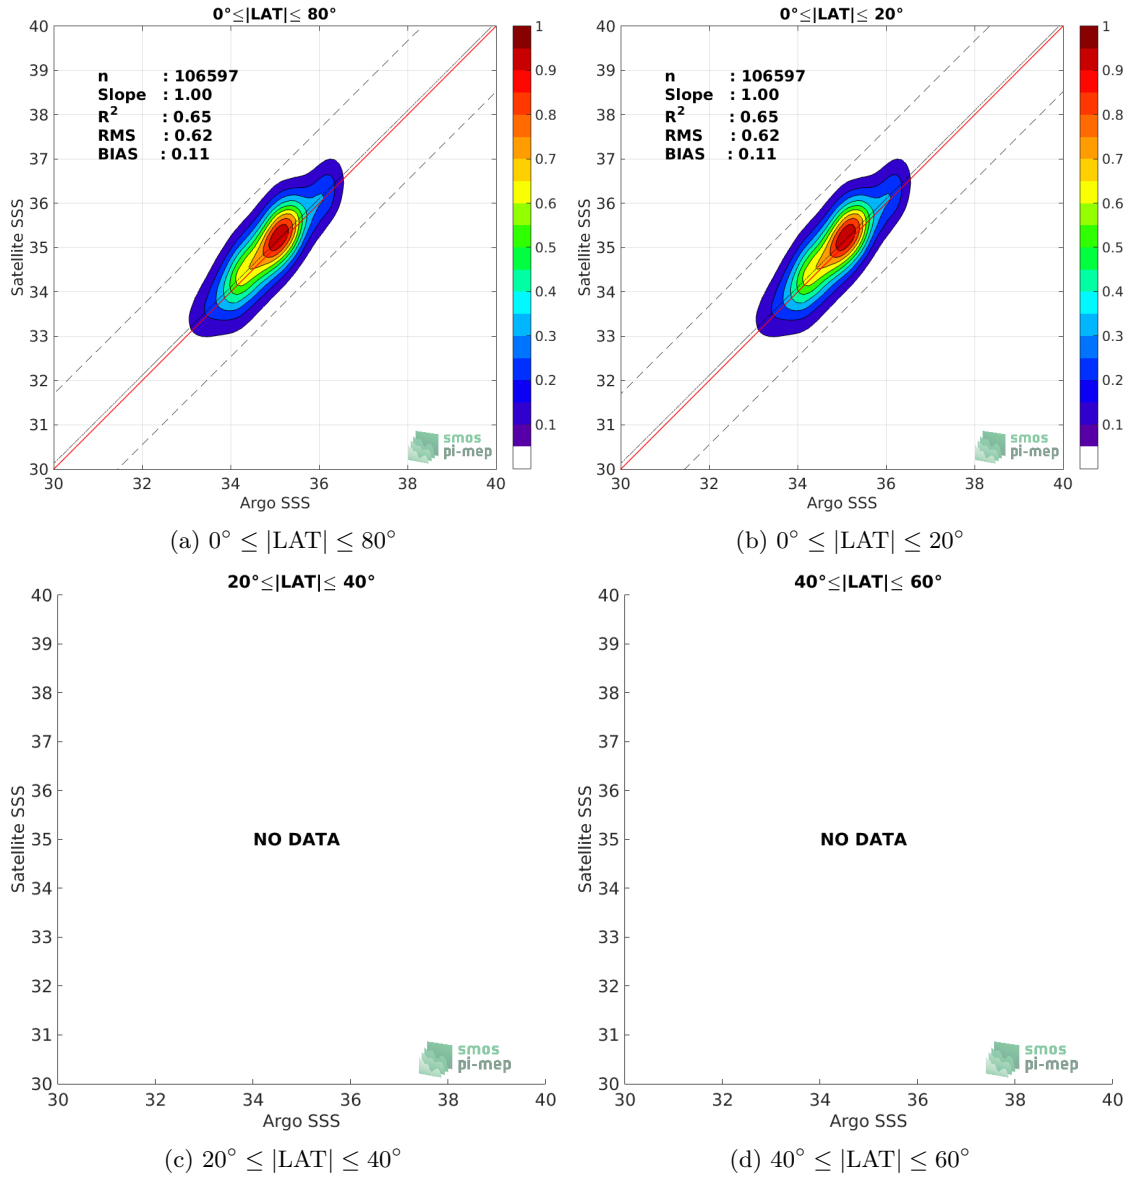 0°≤|LAT|≤ 80°
40
39
38
37
36
35
34
33
32
31
30
Satellite SSS
n : 106597
Slope : 1.00
R² : 0.65
RMS : 0.62
BIAS : 0.11
smos
pi-mep
30 32 34 36 38 40
Argo SSS
1
0.9
0.8
0.7
0.6
0.5
0.4
0.3
0.2
0.1
(a) 0° ≤ |LAT| ≤ 80°
0°≤|LAT|≤ 20°
40
39
38
37
36
35
34
33
32
31
30
Satellite SSS
n : 106597
Slope : 1.00
R² : 0.65
RMS : 0.62
BIAS : 0.11
smos
pi-mep
30 32 34 36 38 40
Argo SSS
1
0.9
0.8
0.7
0.6
0.5
0.4
0.3
0.2
0.1
(b) 0° ≤ |LAT| ≤ 20°
20°≤|LAT|≤ 40°
40
39
38
37
36
35
34
33
32
31
30
Satellite SSS
NO DATA
smos
pi-mep
30 32 34 36 38 40
Argo SSS
(c) 20° ≤ |LAT| ≤ 40°
40°≤|LAT|≤ 60°
40
39
38
37
36
35
34
33
32
31
30
Satellite SSS
NO DATA
smos
pi-mep
30 32 34 36 38 40
Argo SSS
(d) 40° ≤ |LAT| ≤ 60°